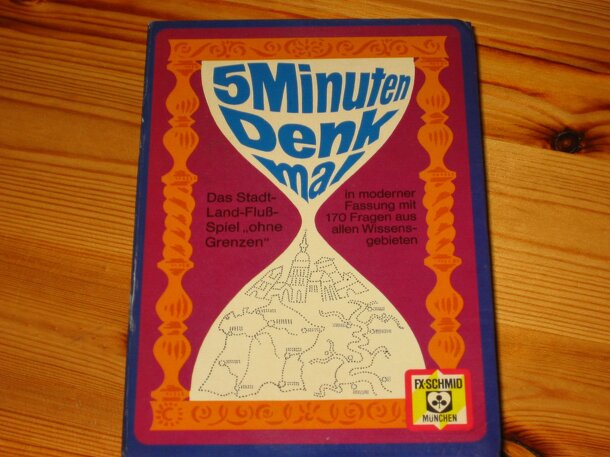 5 Minuten
Denk
mal
Das Stadt-
Land-Fluß-
Spiel „ohne
Grenzen“
in moderner
Fassung mit
170 Fragen aus
allen Wissens-
gebieten
FX·SCHMID
MÜNCHEN